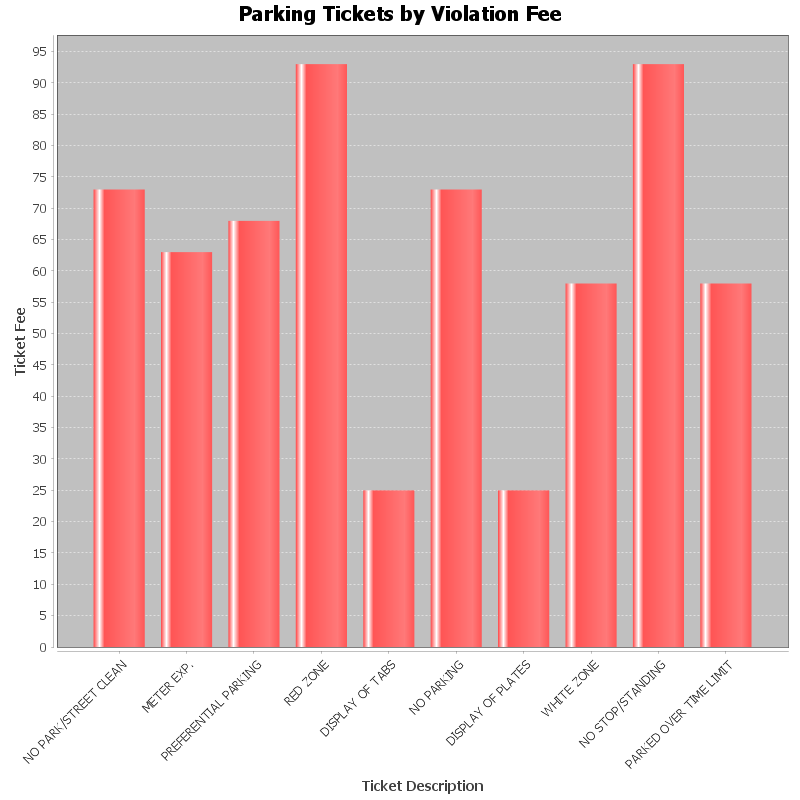 Parking Tickets by Violation Fee
Ticket Fee
95
90
85
80
75
70
65
60
55
50
45
40
35
30
25
20
15
10
5
0
NO PARK/STREET CLEAN
METER EXP.
PREFERENTIAL PARKING
RED ZONE
DISPLAY OF TABS
NO PARKING
DISPLAY OF PLATES
WHITE ZONE
NO STOP/STANDING
PARKED OVER TIME LIMIT
Ticket Description